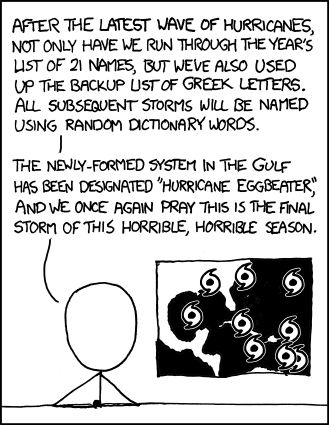 AFTER THE LATEST WAVE OF HURRICANES,
NOT ONLY HAVE WE RUN THROUGH THE YEAR'S
LIST OF 21 NAMES, BUT WE'VE ALSO USED
UP THE BACKUP LIST OF GREEK LETTERS.
ALL SUBSEQUENT STORMS WILL BE NAMED
USING RANDOM DICTIONARY WORDS.
THE NEWLY-FORMED SYSTEM IN THE GULF
HAS BEEN DESIGNATED "HURRICANE EGGBEATER,"
AND WE ONCE AGAIN PRAY THIS IS THE FINAL
STORM OF THIS HORRIBLE, HORRIBLE SEASON.